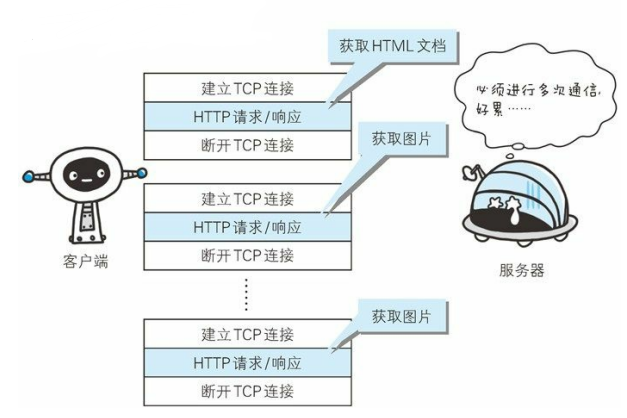 获取HTML文档
建立TCP连接
HTTP请求/响应
断开TCP连接
必须进行多次通信,
好累……
获取图片
建立TCP连接
HTTP请求/响应
断开TCP连接
客户端
服务器
获取图片
建立TCP连接
HTTP请求/响应
断开TCP连接